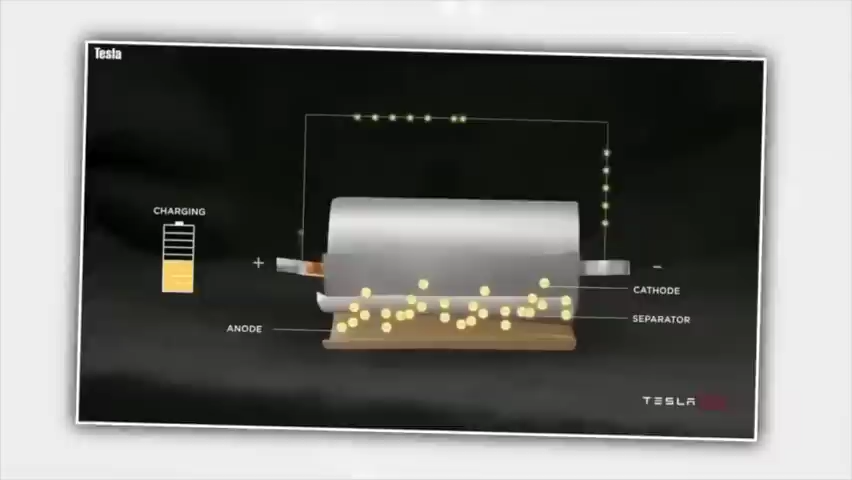 Tesla
CHARGING
+
−
CATHODE
SEPARATOR
ANODE
TESLA